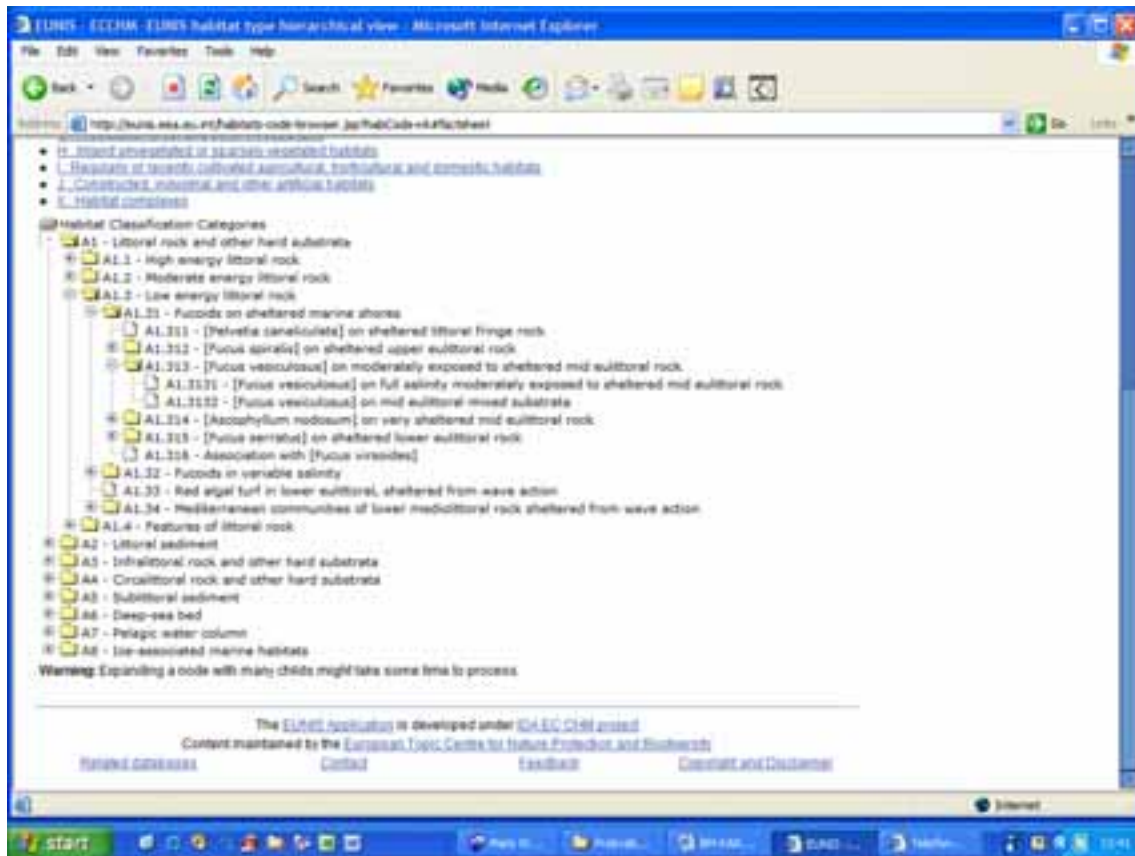 EUNIS - ECCHM - EUNIS habitat type hierarchical view - Microsoft Internet Explorer
File Edit View Favorites Tools Help
Back Search Favorites Media
Go Links
H. Inland unvegetated or sparsely vegetated habitats
I. Regularly or recently cultivated agricultural, horticultural and domestic habitats
J. Constructed, industrial and other artificial habitats
X. Habitat complexes
Habitat Classification Categories
A1 - Littoral rock and other hard substrata
A1.1 - High energy littoral rock
A1.2 - Moderate energy littoral rock
A1.3 - Low energy littoral rock
A1.31 - Fucoids on sheltered marine shores
A1.311 - [Pelvetia canaliculata] on sheltered littoral fringe rock
A1.312 - [Fucus spiralis] on sheltered upper eulittoral rock
A1.313 - [Fucus vesiculosus] on moderately exposed to sheltered mid eulittoral rock
A1.3131 - [Fucus vesiculosus] on full salinity moderately exposed to sheltered mid eulittoral rock
A1.3132 - [Fucus vesiculosus] on mid eulittoral mixed substrata
A1.314 - [Ascophyllum nodosum] on very sheltered mid eulittoral rock
A1.315 - [Fucus serratus] on sheltered lower eulittoral rock
A1.316 - Association with [Fucus virsoides]
A1.32 - Fucoids in variable salinity
A1.33 - Red algal turf in lower eulittoral, sheltered from wave action
A1.34 - Mediterranean communities of lower mediolittoral rock sheltered from wave action
A1.4 - Features of littoral rock
A2 - Littoral sediment
A3 - Infralittoral rock and other hard substrata
A4 - Circalittoral rock and other hard substrata
A5 - Sublittoral sediment
A6 - Deep-sea bed
A7 - Pelagic water column
A8 - Ice-associated marine habitats
Warning: Expanding a node with many childs might take some time to process.
The EUNIS Application is developed under IDA EC CHM project
Content maintained by the European Topic Centre for Nature Protection and Biodiversity
Related databases Contact Feedback Copyright and Disclaimer
Internet
start EUNIS